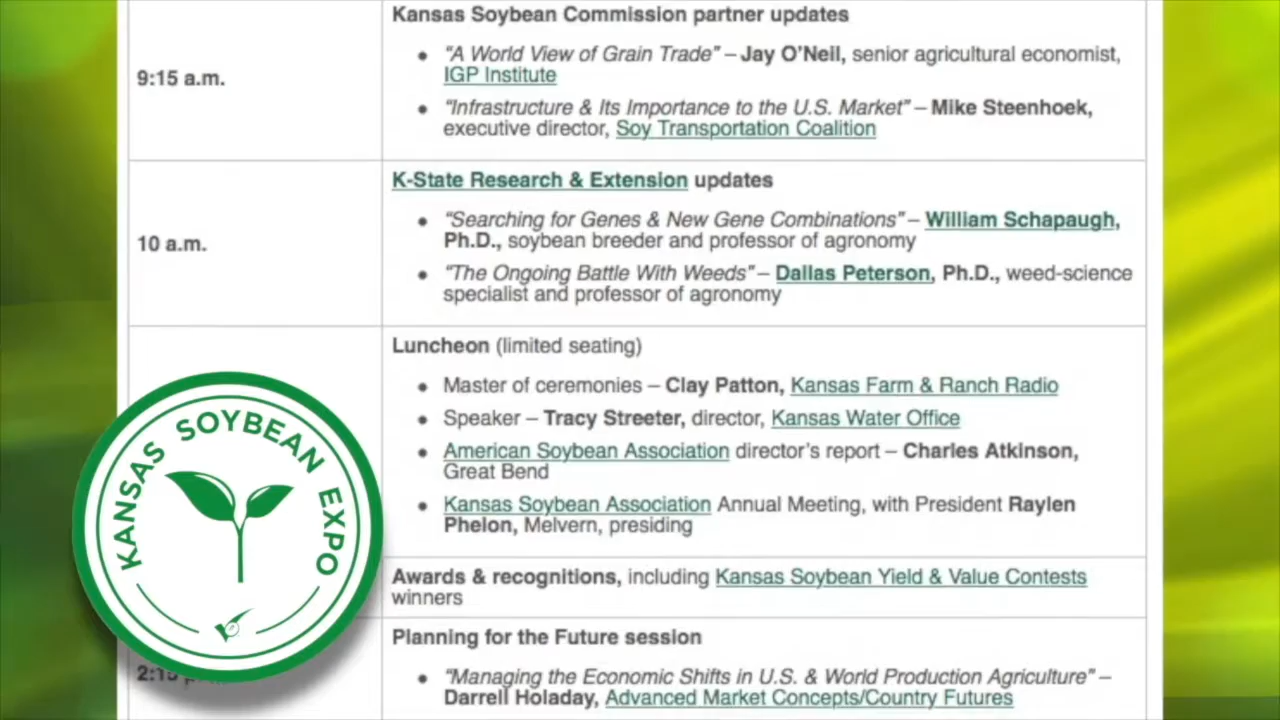 Kansas Soybean Commission partner updates
9:15 a.m.
• “A World View of Grain Trade” – Jay O’Neil, senior agricultural economist,
IGP Institute
• “Infrastructure & Its Importance to the U.S. Market” – Mike Steenhoek,
executive director, Soy Transportation Coalition
K-State Research & Extension updates
10 a.m.
• “Searching for Genes & New Gene Combinations” – William Schapaugh,
Ph.D., soybean breeder and professor of agronomy
• “The Ongoing Battle With Weeds” – Dallas Peterson, Ph.D., weed-science
specialist and professor of agronomy
Luncheon (limited seating)
• Master of ceremonies – Clay Patton, Kansas Farm & Ranch Radio
• Speaker – Tracy Streeter, director, Kansas Water Office
• American Soybean Association director’s report – Charles Atkinson,
Great Bend
• Kansas Soybean Association Annual Meeting, with President Raylen
Phelon, Melvern, presiding
KANSAS SOYBEAN EXPO
Awards & recognitions, including Kansas Soybean Yield & Value Contests
winners
Planning for the Future session
• “Managing the Economic Shifts in U.S. & World Production Agriculture” –
Darrell Holaday, Advanced Market Concepts/Country Futures